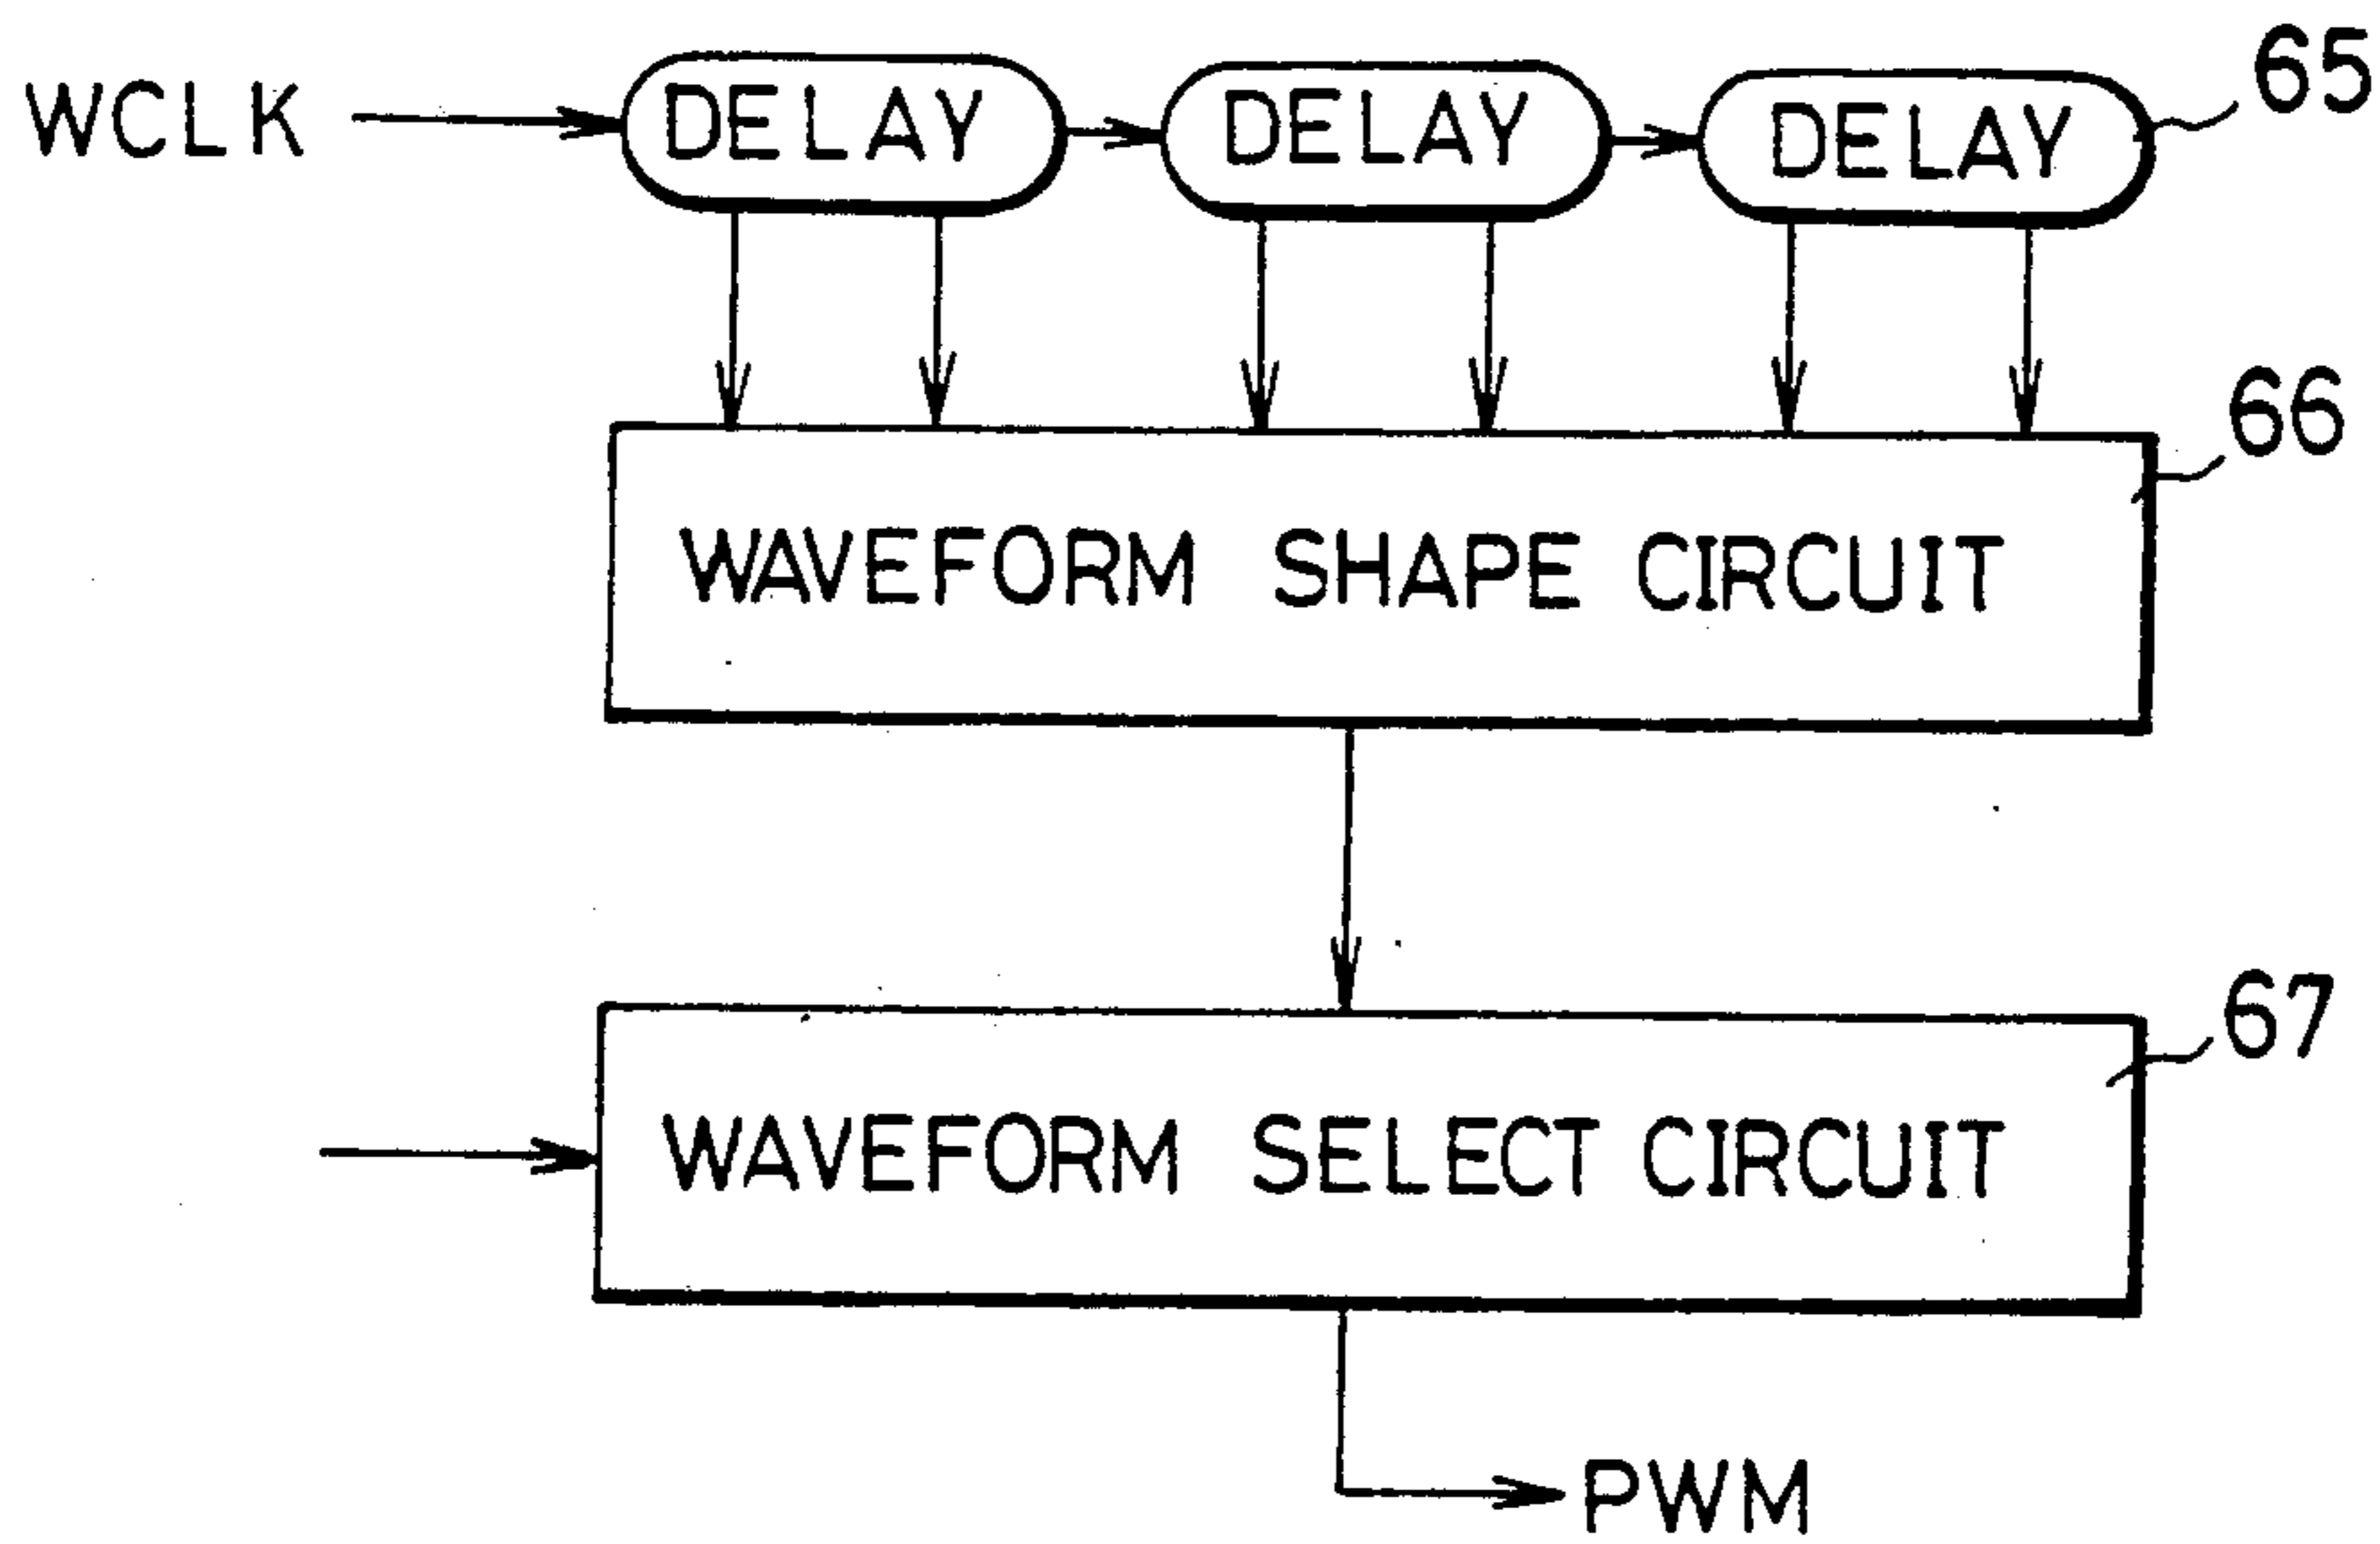 WCLK DELAY DELAY DELAY 65
66
WAVEFORM SHAPE CIRCUIT
67
WAVEFORM SELECT CIRCUIT
PWM